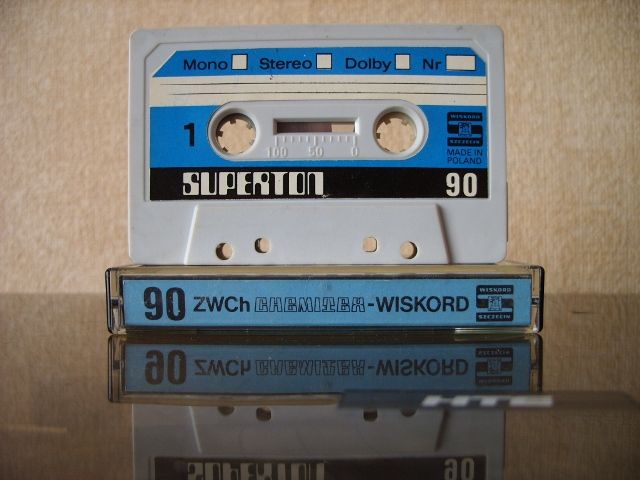 Mono Stereo Dolby Nr
1
WISKORD
SZCZECIN
MADE IN
POLAND
100 50 0
SUPERTON 90
90 ZWCh CHEMITEX-WISKORD
WISKORD
SZCZECIN
HTS